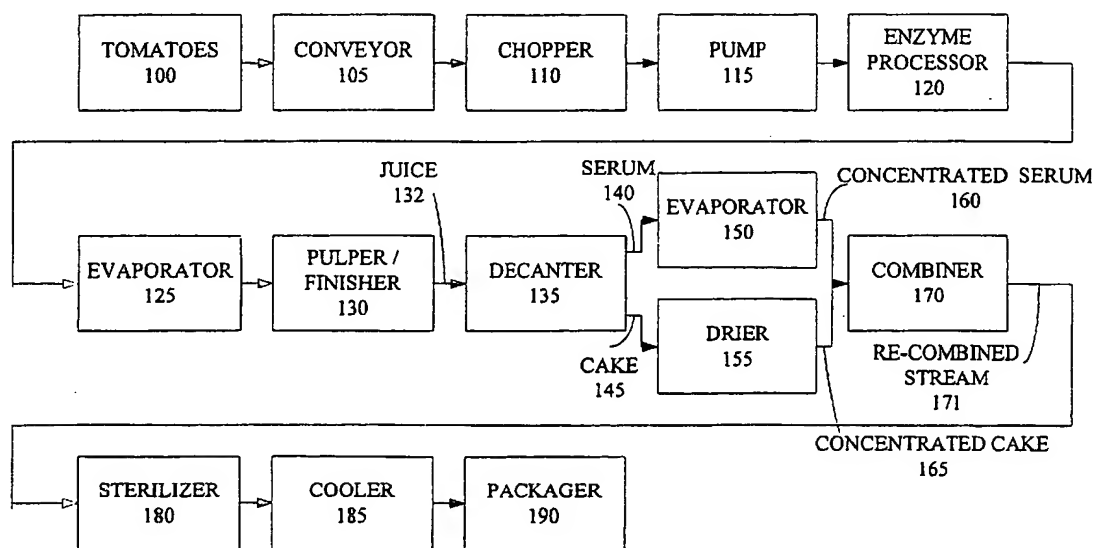 TOMATOES
100
CONVEYOR
105
CHOPPER
110
PUMP
115
ENZYME
PROCESSOR
120
EVAPORATOR
125
PULPER /
FINISHER
130
JUICE
132
DECANTER
135
SERUM
140
CAKE
145
EVAPORATOR
150
DRIER
155
CONCENTRATED SERUM
160
CONCENTRATED CAKE
165
COMBINER
170
RE-COMBINED
STREAM
171
STERILIZER
180
COOLER
185
PACKAGER
190